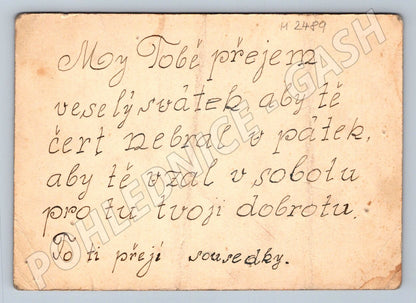 H 2489
My Tobě přejem
veselý svátek aby tě
čert nebral v pátek,
aby tě vzal v sobotu
pro tu tvoji dobrotu.
To ti přejí sousedky.
POHLEDNICE - GASH